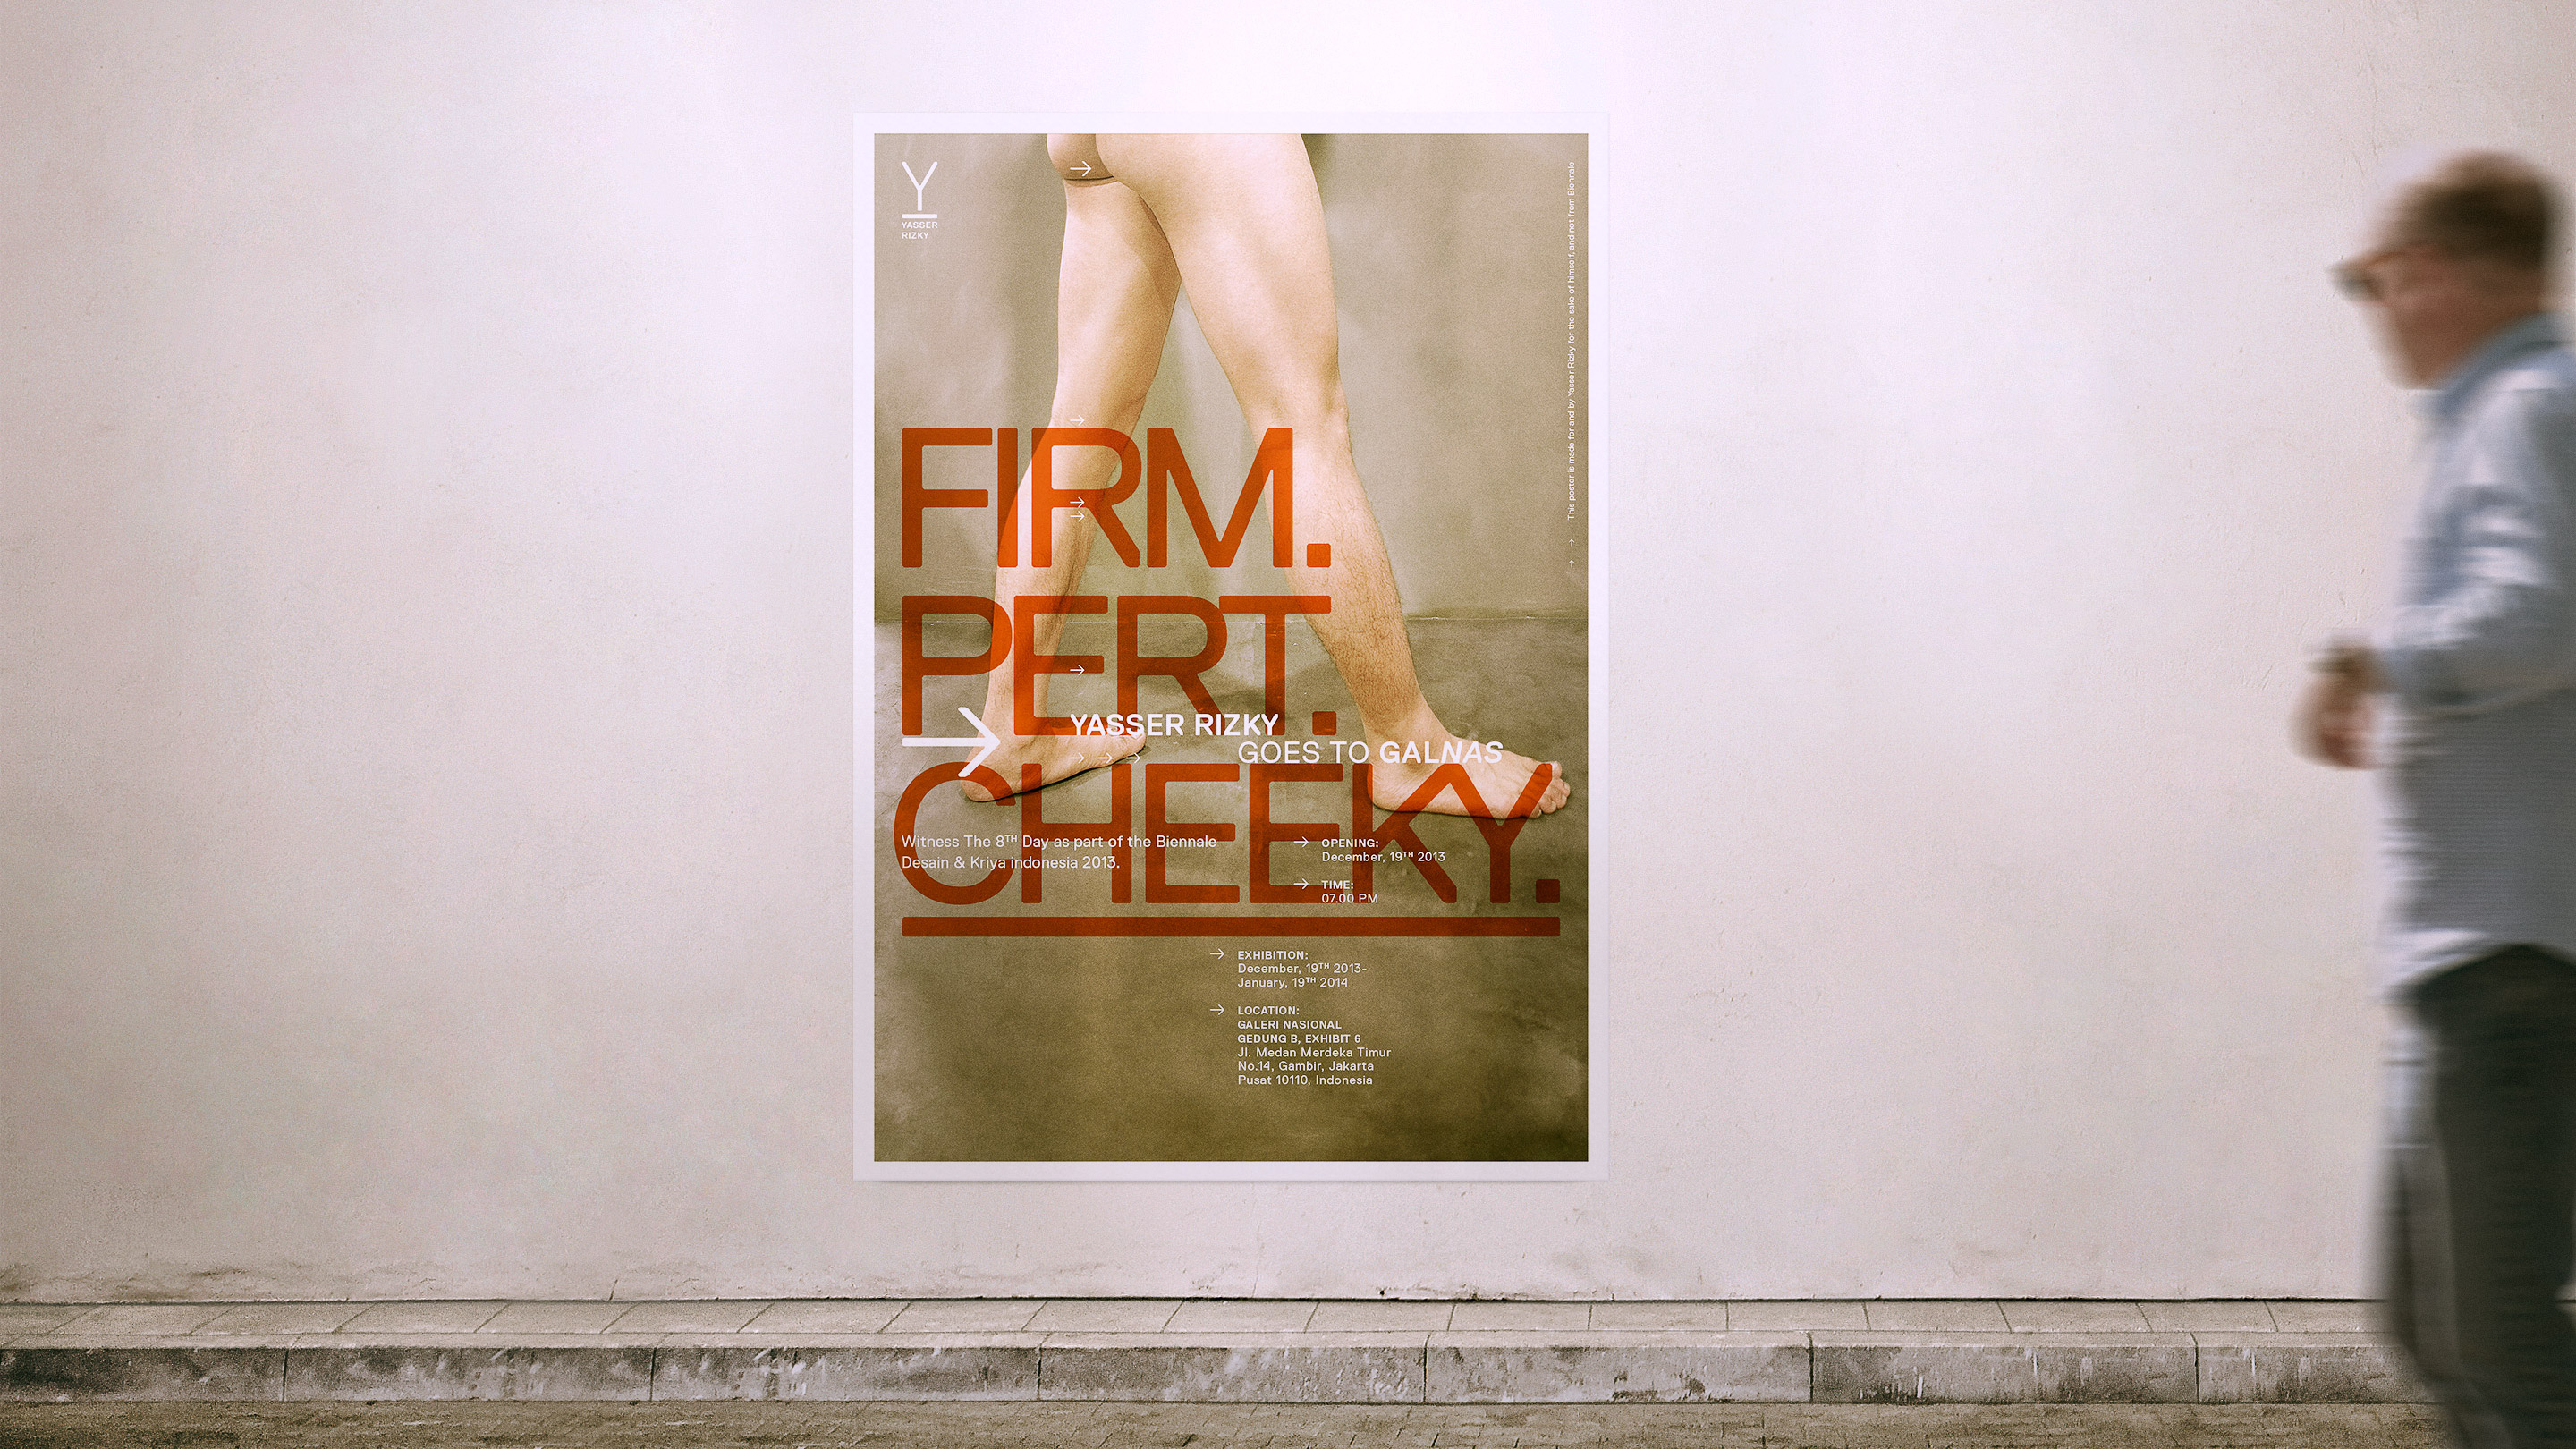 YASSER
RIZKY
This poster is made for and by Yasser Rizky for the sake of himself, and not from Biennale
FIRM.
PERT.
YASSER RIZKY
GOES TO GALNAS
CHEEKY.
Witness The 8TH Day as part of the Biennale
Desain & Kriya indonesia 2013.
OPENING:
December, 19TH 2013
TIME:
07.00 PM
EXHIBITION:
December, 19TH 2013-
January, 19TH 2014
LOCATION:
GALERI NASIONAL
GEDUNG B, EXHIBIT 6
Jl. Medan Merdeka Timur
No.14, Gambir, Jakarta
Pusat 10110, Indonesia